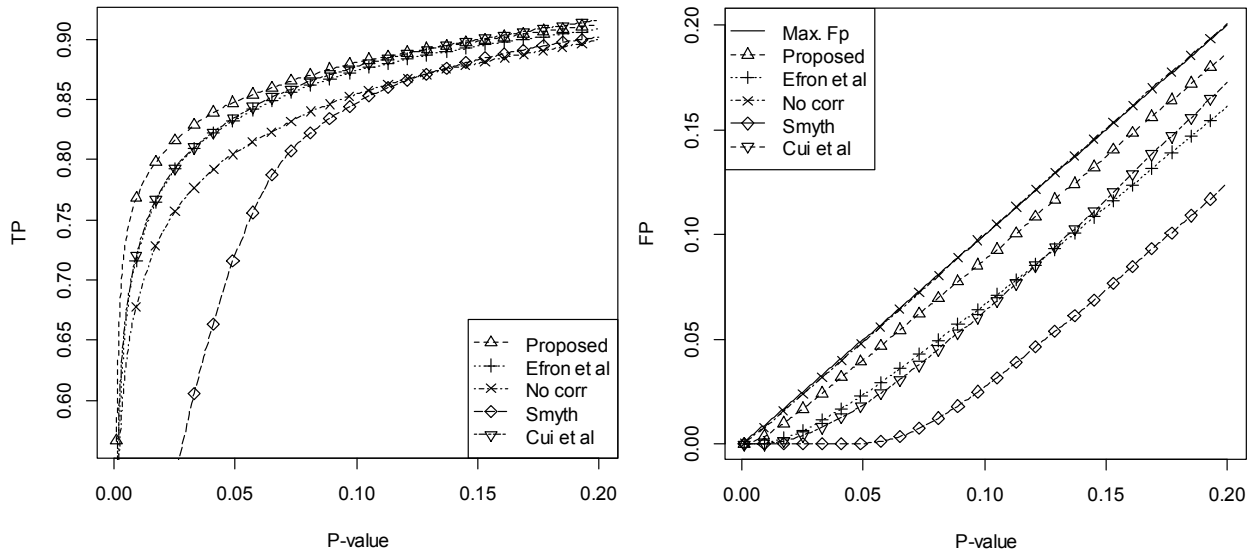 TP
0.90
0.85
0.80
0.75
0.70
0.65
0.60
Proposed
Efron et al
No corr
Smyth
Cui et al
0.00 0.05 0.10 0.15 0.20
P-value
FP
0.20
0.15
0.10
0.05
0.00
Max. Fp
Proposed
Efron et al
No corr
Smyth
Cui et al
0.00 0.05 0.10 0.15 0.20
P-value